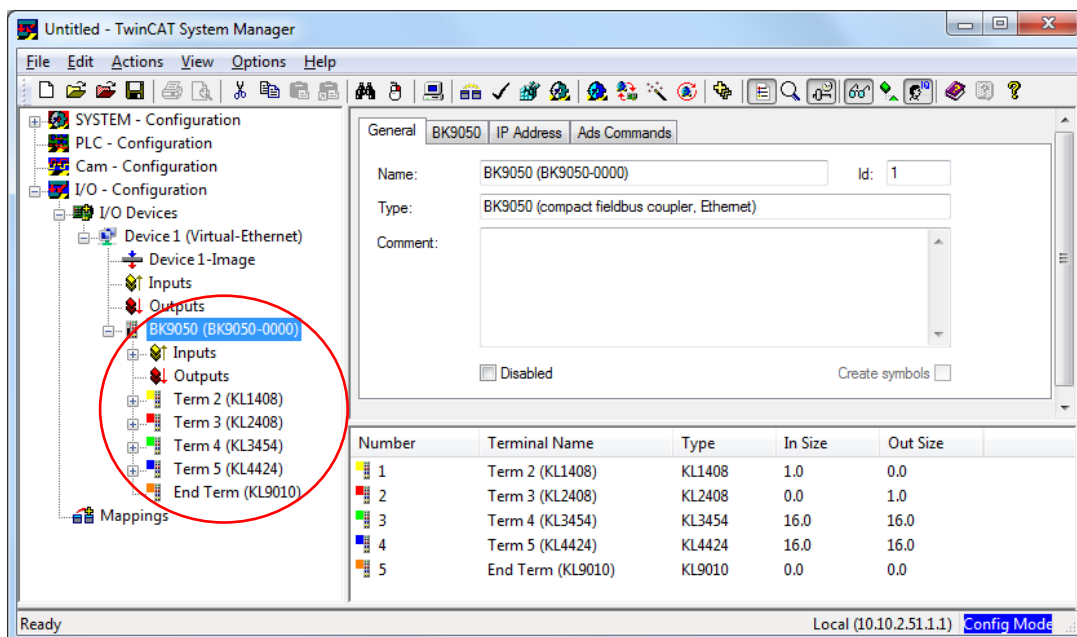 Untitled - TwinCAT System Manager
File Edit Actions View Options Help
SYSTEM - Configuration
PLC - Configuration
Cam - Configuration
I/O - Configuration
I/O Devices
Device 1 (Virtual-Ethernet)
Device 1-Image
Inputs
Outputs
BK9050 (BK9050-0000)
Inputs
Outputs
Term 2 (KL1408)
Term 3 (KL2408)
Term 4 (KL3454)
Term 5 (KL4424)
End Term (KL9010)
Mappings
General BK9050 IP Address Ads Commands
Name: BK9050 (BK9050-0000) Id: 1
Type: BK9050 (compact fieldbus coupler, Ethernet)
Comment:
Disabled Create symbols
Number Terminal Name Type In Size Out Size
1 Term 2 (KL1408) KL1408 1.0 0.0
2 Term 3 (KL2408) KL2408 0.0 1.0
3 Term 4 (KL3454) KL3454 16.0 16.0
4 Term 5 (KL4424) KL4424 16.0 16.0
5 End Term (KL9010) KL9010 0.0 0.0
Ready Local (10.10.2.51.1.1) Config Mode